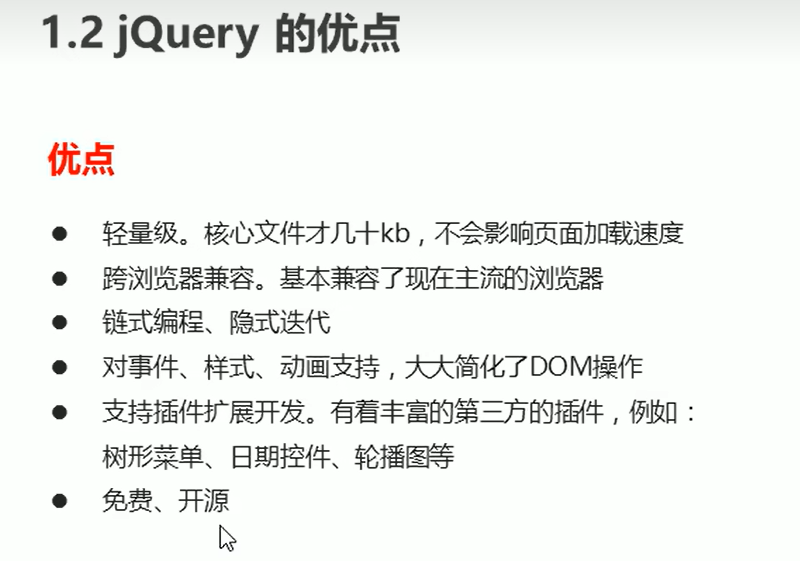 1.2 jQuery 的优点
优点
● 轻量级。核心文件才几十kb，不会影响页面加载速度
● 跨浏览器兼容。基本兼容了现在主流的浏览器
● 链式编程、隐式迭代
● 对事件、样式、动画支持，大大简化了DOM操作
● 支持插件扩展开发。有着丰富的第三方的插件，例如：
树形菜单、日期控件、轮播图等
● 免费、开源